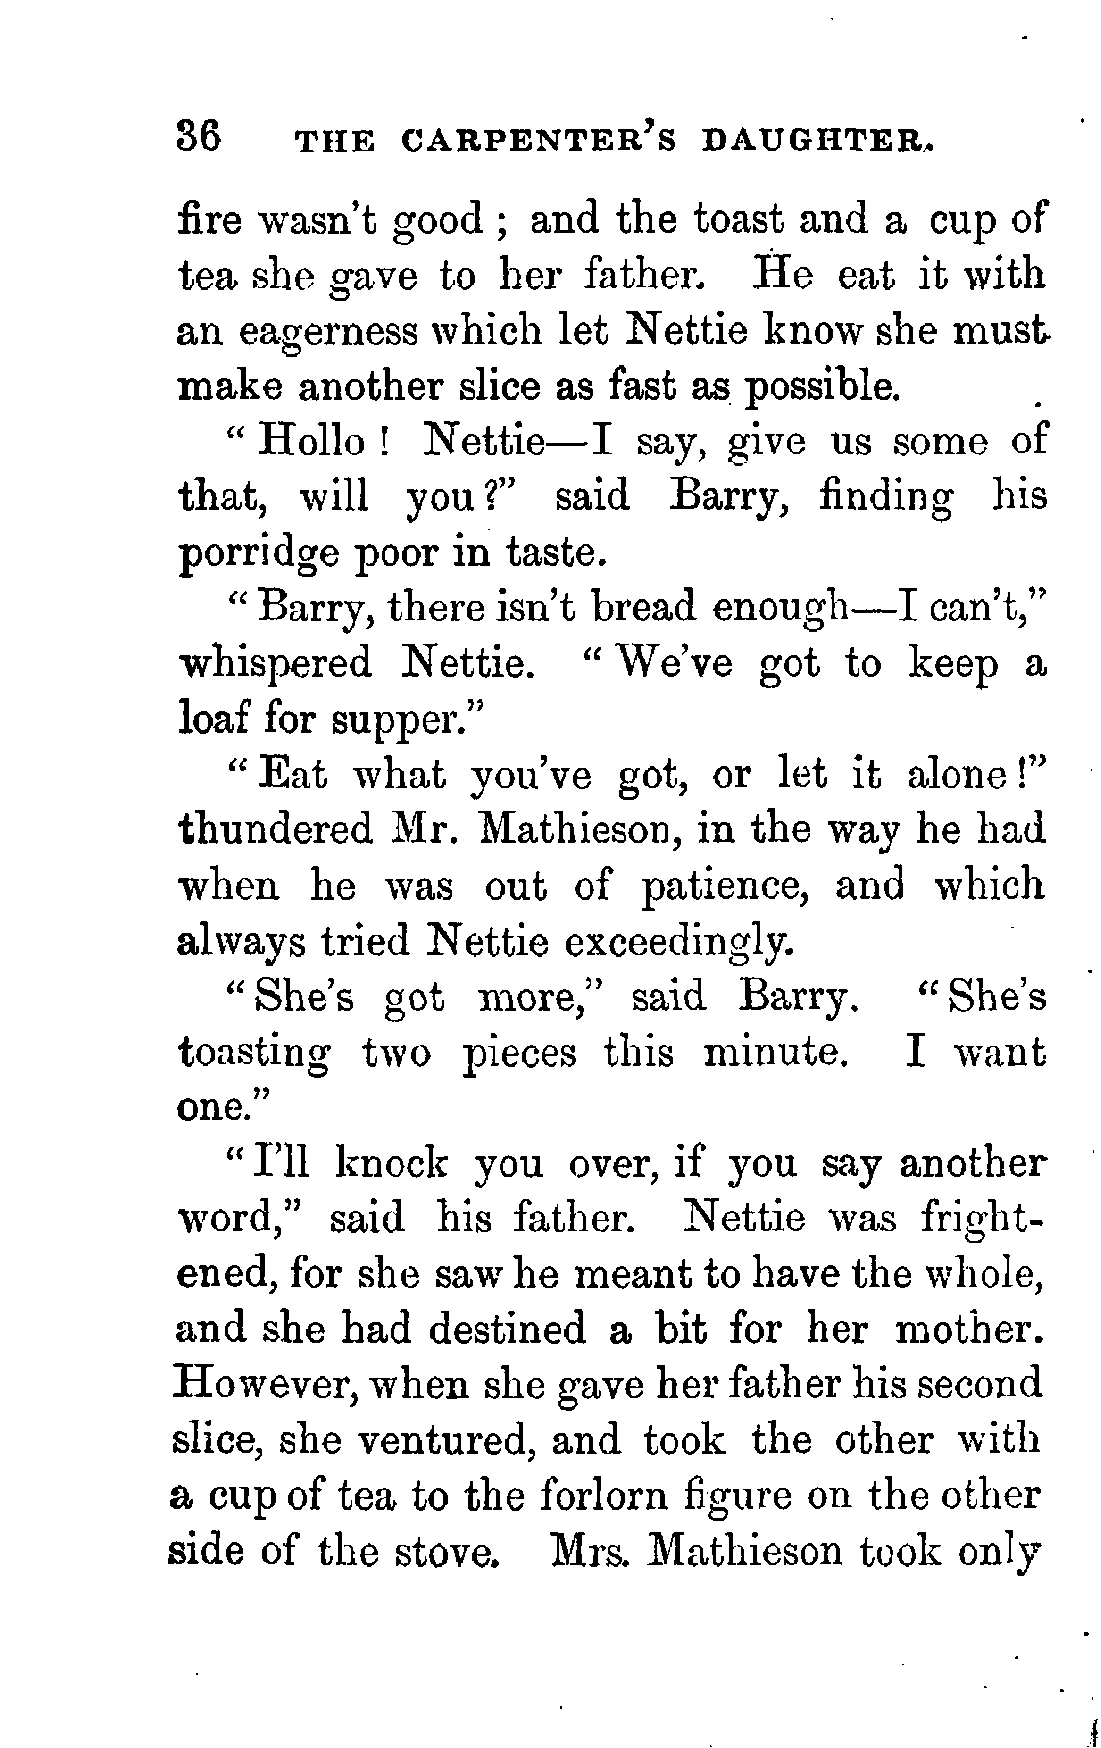 36 THE CARPENTER'S DAUGHTER.
fire wasn't good ; and the toast and a cup of
tea she gave to her father. He eat it with
an eagerness which let Nettie know she must
make another slice as fast as possible.
“ Hollo ! Nettie—I say, give us some of
that, will you ?” said Barry, finding his
porridge poor in taste.
“ Barry, there isn't bread enough—I can't,”
whispered Nettie. “ We've got to keep a
loaf for supper.”
“ Eat what you've got, or let it alone !”
thundered Mr. Mathieson, in the way he had
when he was out of patience, and which
always tried Nettie exceedingly.
“ She's got more,” said Barry. “ She's
toasting two pieces this minute. I want
one.”
“ I'll knock you over, if you say another
word,” said his father. Nettie was fright-
ened, for she saw he meant to have the whole,
and she had destined a bit for her mother.
However, when she gave her father his second
slice, she ventured, and took the other with
a cup of tea to the forlorn figure on the other
side of the stove. Mrs. Mathieson took only